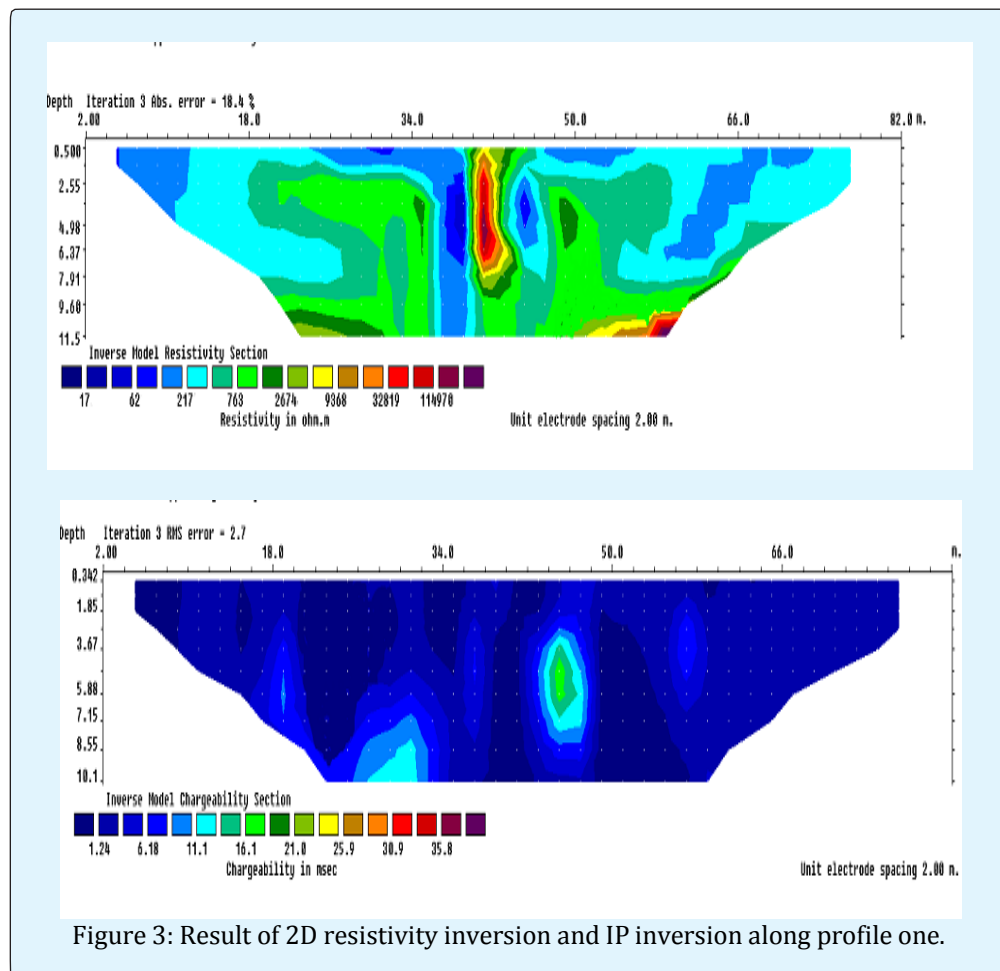 Depth Iteration 3 Abs. error = 18.4 %
2.00 18.0 34.0 50.0 66.0 82.0 m.
0.500
2.55
4.98
6.37
7.91
9.60
11.5
Inverse Model Resistivity Section
17 62 217 763 2674 9368 32819 114970
Resistivity in ohm.m Unit electrode spacing 2.00 m.
Depth Iteration 3 RMS error = 2.7
2.00 18.0 34.0 50.0 66.0 m.
0.342
1.85
3.67
5.88
7.15
8.55
10.1
Inverse Model Chargeability Section
1.24 6.18 11.1 16.1 21.0 25.9 30.9 35.8
Chargeability in msec Unit electrode spacing 2.00 m.
Figure 3: Result of 2D resistivity inversion and IP inversion along profile one.